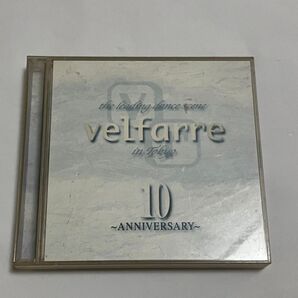 the leading dance scene
velfarre
in Tokyo
10
~ANNIVERSARY~